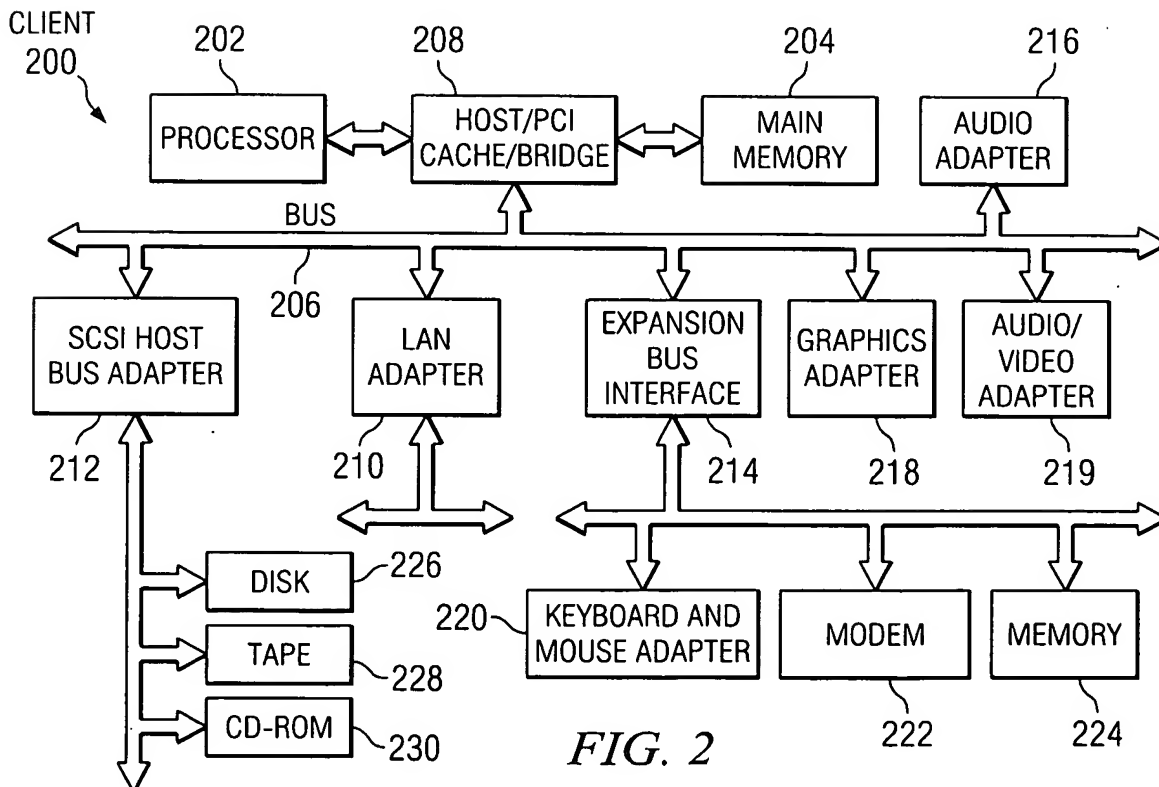 CLIENT
200
202
208
204
216
PROCESSOR
HOST/PCI
CACHE/BRIDGE
MAIN
MEMORY
AUDIO
ADAPTER
BUS
206
SCSI HOST
BUS ADAPTER
LAN
ADAPTER
EXPANSION
BUS
INTERFACE
GRAPHICS
ADAPTER
AUDIO/
VIDEO
ADAPTER
212
210
214
218
219
DISK
226
TAPE
228
CD-ROM
230
220
KEYBOARD AND
MOUSE ADAPTER
MODEM
MEMORY
222
224
FIG. 2